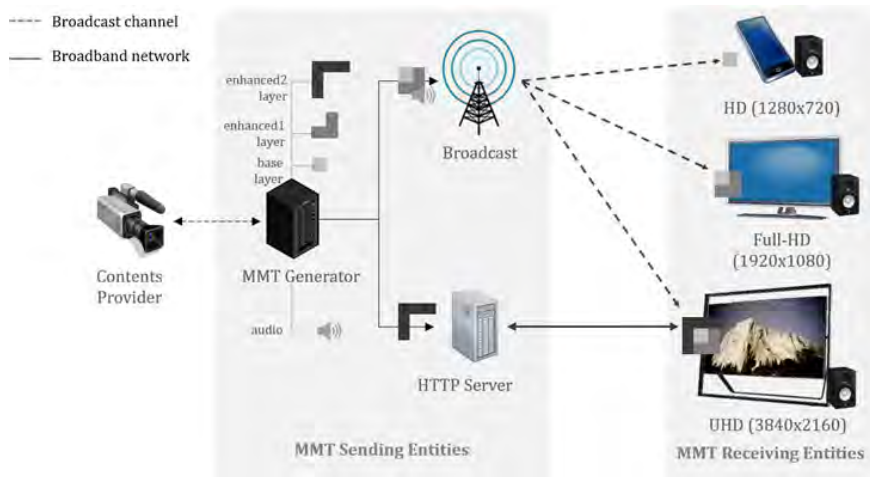 Broadcast channel
Broadband network
enhanced2
layer
enhanced1
layer
base
layer
Contents
Provider
MMT Generator
audio
Broadcast
HTTP Server
MMT Sending Entities
HD (1280x720)
Full-HD
(1920x1080)
UHD (3840x2160)
MMT Receiving Entities